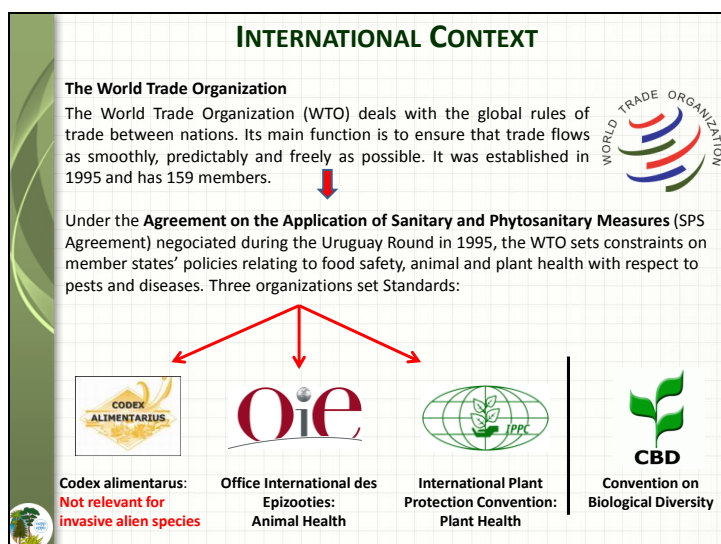 INTERNATIONAL CONTEXT
The World Trade Organization
The World Trade Organization (WTO) deals with the global rules of
trade between nations. Its main function is to ensure that trade flows
as smoothly, predictably and freely as possible. It was established in
1995 and has 159 members.
WORLD TRADE ORGANIZATION
Under the Agreement on the Application of Sanitary and Phytosanitary Measures (SPS
Agreement) negociated during the Uruguay Round in 1995, the WTO sets constraints on
member states’ policies relating to food safety, animal and plant health with respect to
pests and diseases. Three organizations set Standards:
CODEX
ALIMENTARIUS
Oie
IPPC
CBD
Codex alimentarus:
Not relevant for
invasive alien species
Office International des
Epizooties:
Animal Health
International Plant
Protection Convention:
Plant Health
Convention on
Biological Diversity